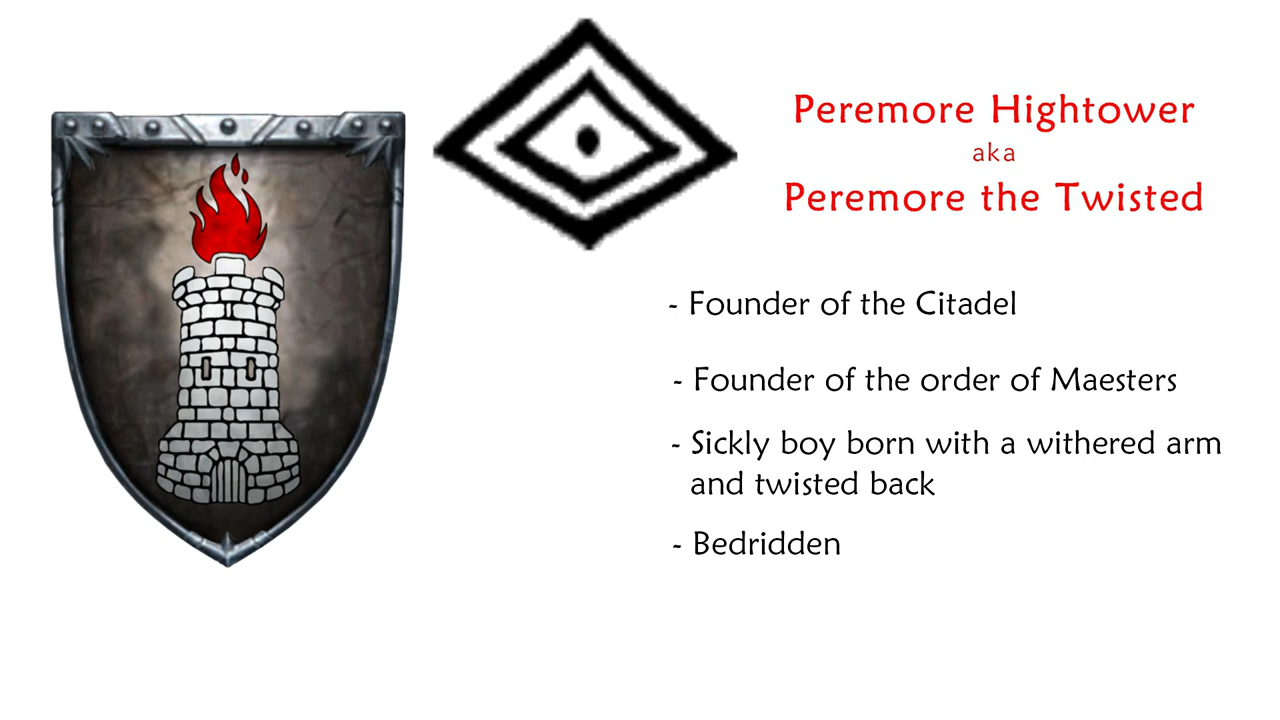 Peremore Hightower
aka
Peremore the Twisted
- Founder of the Citadel
- Founder of the order of Maesters
- Sickly boy born with a withered arm
and twisted back
- Bedridden